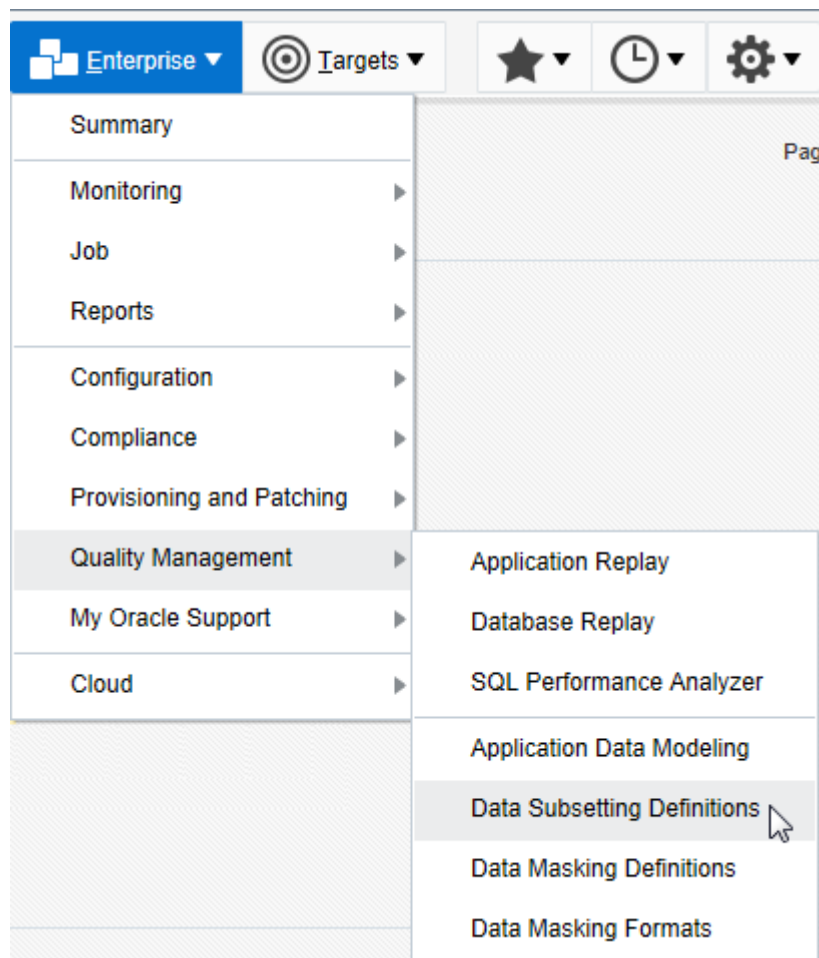 Enterprise
Targets
Summary
Pag
Monitoring
Job
Reports
Configuration
Compliance
Provisioning and Patching
Quality Management
My Oracle Support
Cloud
Application Replay
Database Replay
SQL Performance Analyzer
Application Data Modeling
Data Subsetting Definitions
Data Masking Definitions
Data Masking Formats